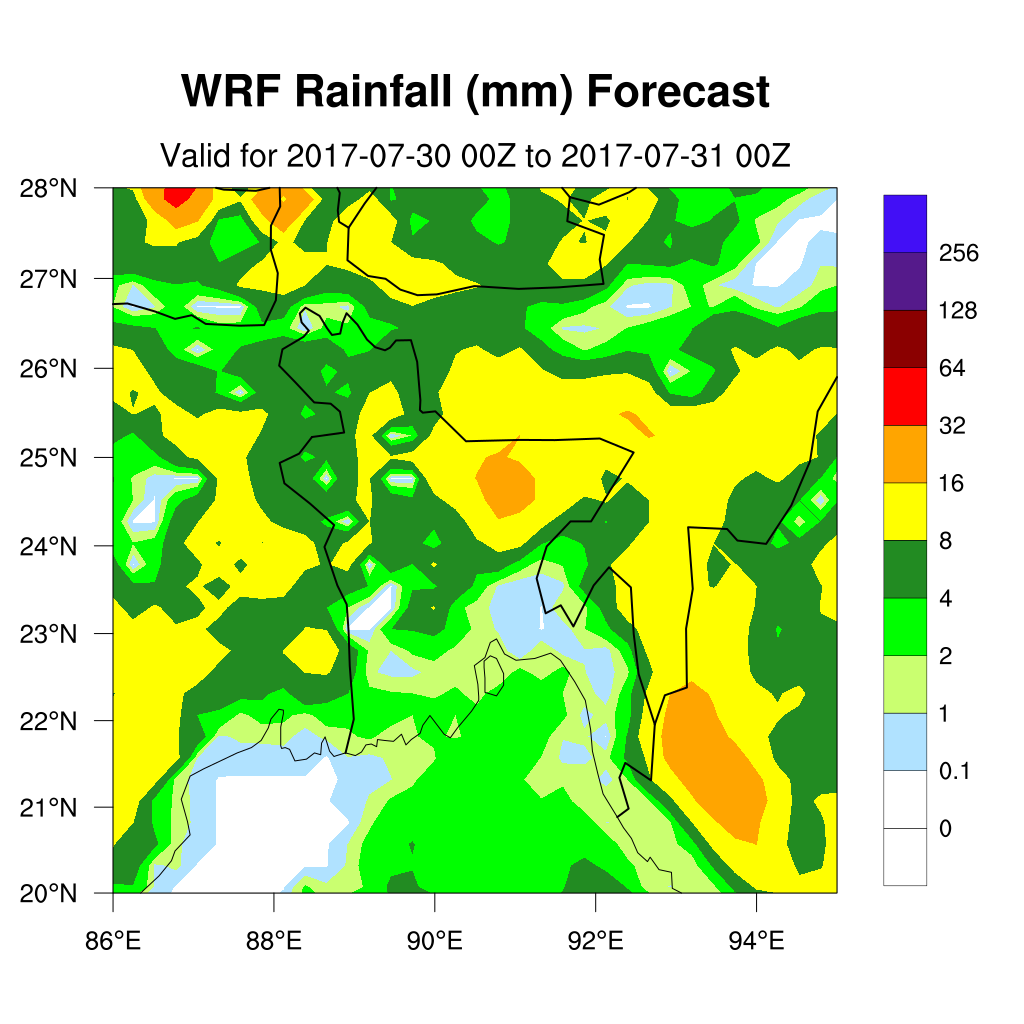 WRF Rainfall (mm) Forecast
Valid for 2017-07-30 00Z to 2017-07-31 00Z
28°N
27°N
26°N
25°N
24°N
23°N
22°N
21°N
20°N
86°E 88°E 90°E 92°E 94°E
256
128
64
32
16
8
4
2
1
0.1
0